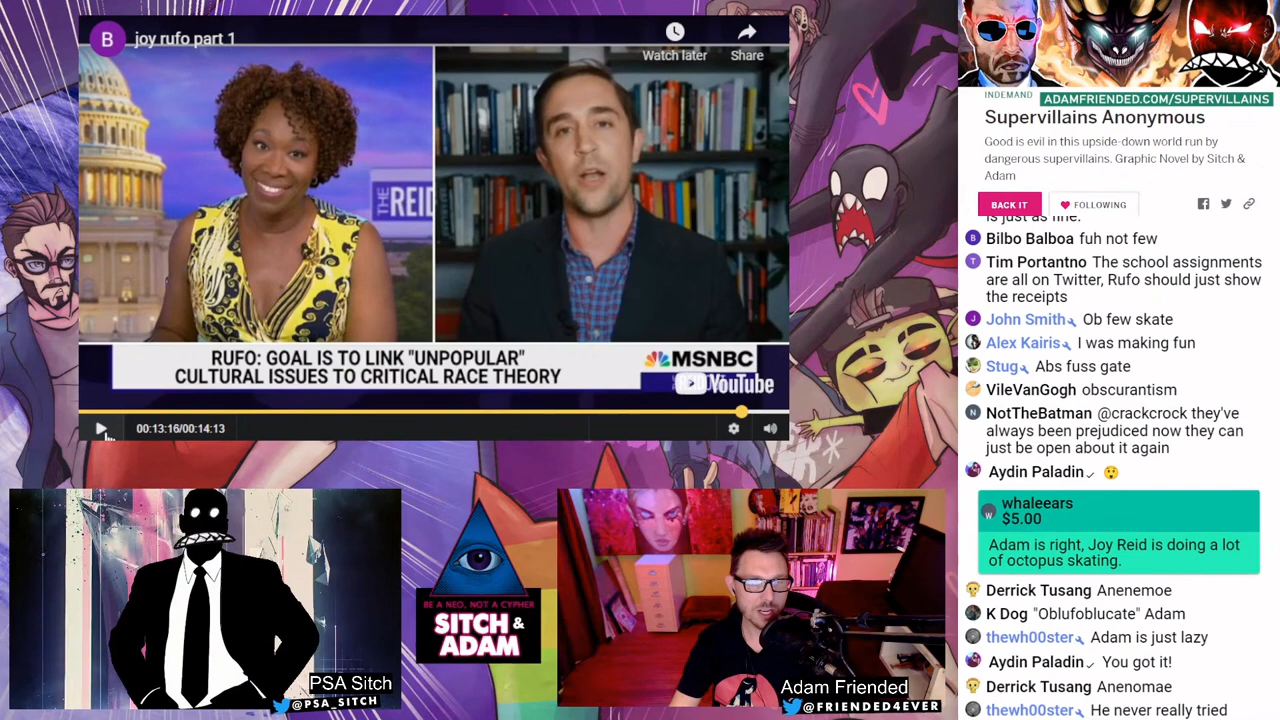 B
joy rufo part 1
Watch later
Share
THE REID
RUFO: GOAL IS TO LINK "UNPOPULAR"
CULTURAL ISSUES TO CRITICAL RACE THEORY
MSNBC
YouTube
00:13:16/00:14:13
PSA Sitch
@PSA_SITCH
BE A NEO, NOT A CYPHER
SITCH &
ADAM
Adam Friended
@FRIENDED4EVER
INDEMAND
ADAMFRIENDED.COM/SUPERVILLAINS
Supervillains Anonymous
Good is evil in this upside-down world run by
dangerous supervillains. Graphic Novel by Sitch &
Adam
BACK IT
FOLLOWING
is just as fine.
B Bilbo Balboa fuh not few
T Tim Portantno The school assignments
are all on Twitter, Rufo should just show
the receipts
J John Smith Ob few skate
Alex Kairis I was making fun
Stug Abs fuss gate
VileVanGogh obscurantism
N NotTheBatman @crackcrock they've
always been prejudiced now they can
just be open about it again
Aydin Paladin
W whaleears
$5.00
Adam is right, Joy Reid is doing a lot
of octopus skating.
Derrick Tusang Anenemoe
K Dog "Oblufoblucate" Adam
thewh00ster Adam is just lazy
Aydin Paladin You got it!
Derrick Tusang Anenomae
thewh00ster He never really tried